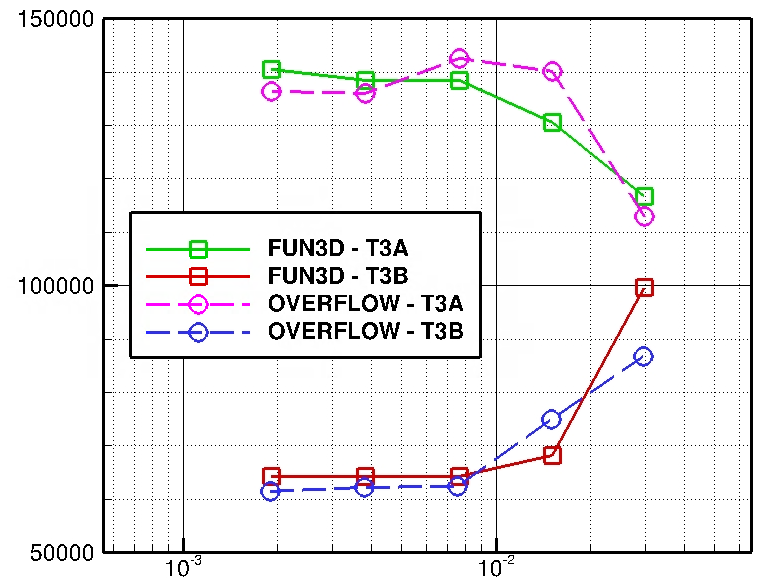 150000
FUN3D - T3A
FUN3D - T3B
100000
OVERFLOW - T3A
OVERFLOW - T3B
50000
10⁻³
10⁻²